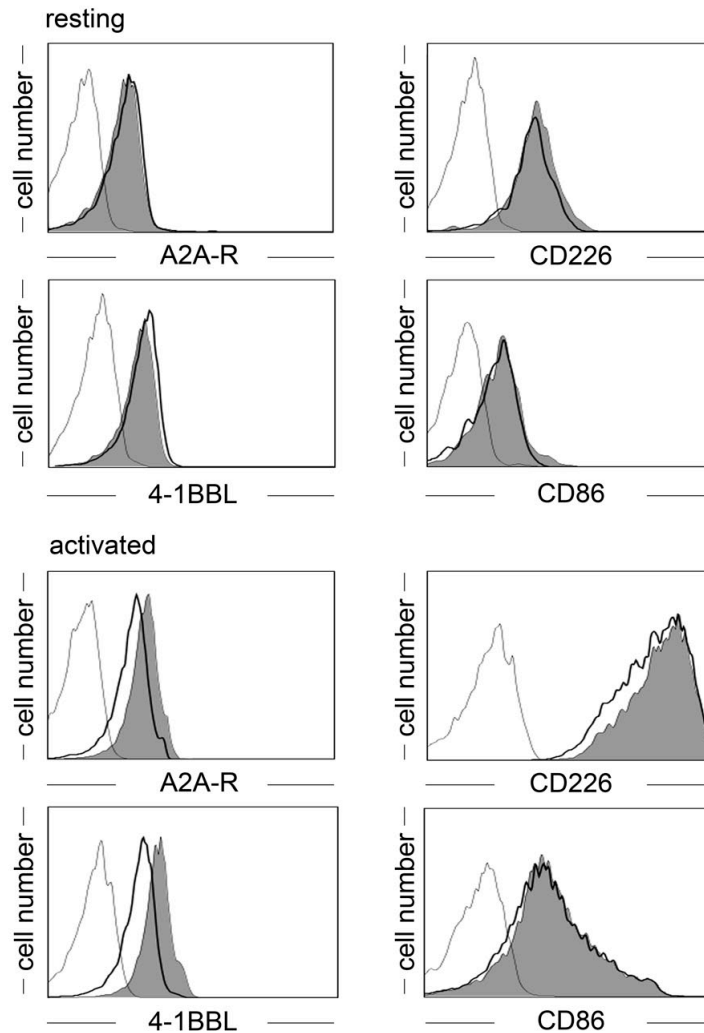 resting
cell number
A2A-R
cell number
CD226
cell number
4-1BBL
cell number
CD86
activated
cell number
A2A-R
cell number
CD226
cell number
4-1BBL
cell number
CD86